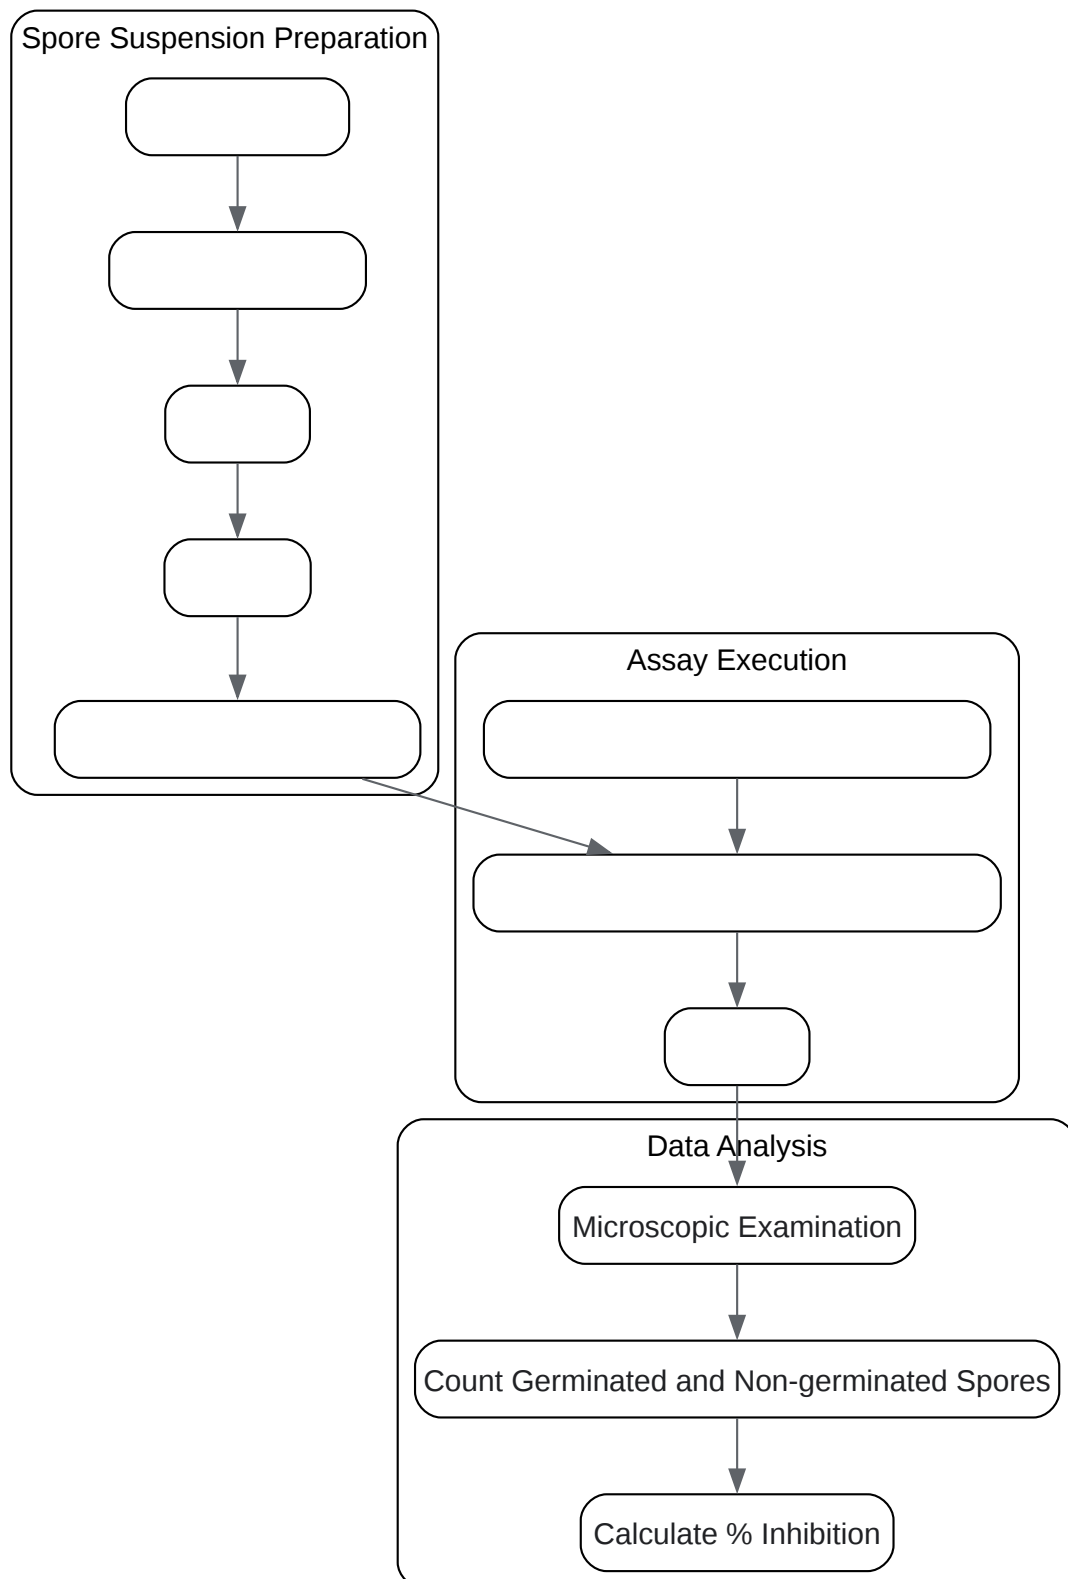 Spore Suspension Preparation
Assay Execution
Data Analysis
Microscopic Examination
Count Germinated and Non-germinated Spores
Calculate % Inhibition